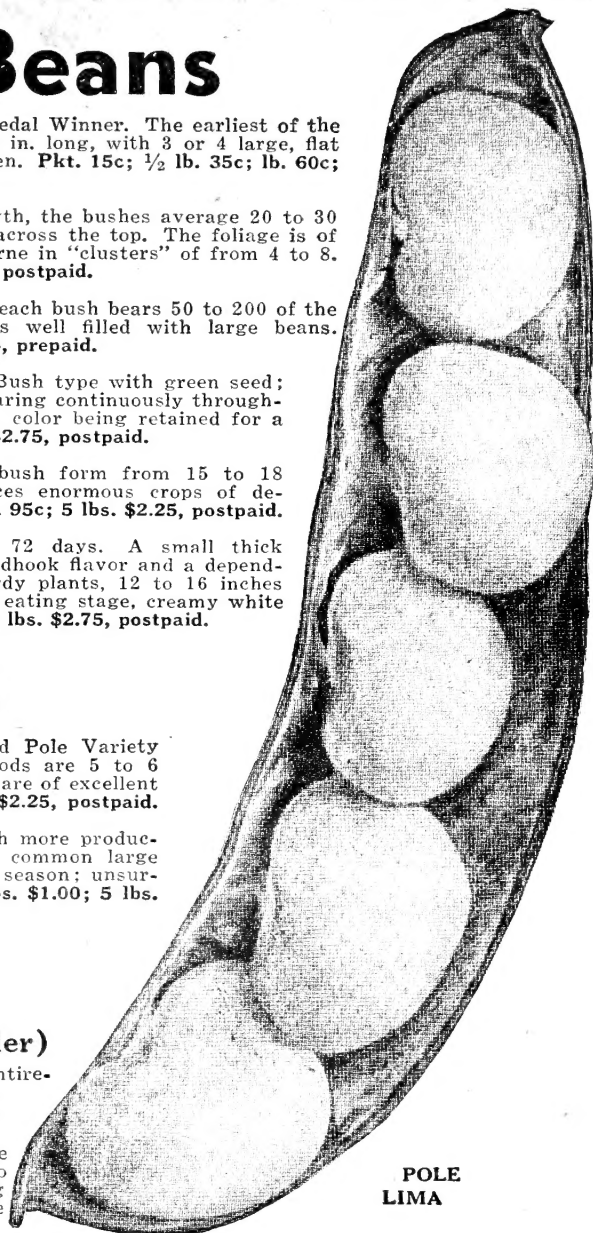 Beans
edal Winner. The earliest of the
in. long, with 3 or 4 large, flat
en. Pkt. 15c; ½ lb. 35c; lb. 60c;
rth, the bushes average 20 to 30
across the top. The foliage is of
rne in "clusters" of from 4 to 8.
postpaid.
each bush bears 50 to 200 of the
s well filled with large beans.
, prepaid.
Bush type with green seed;
aring continuously through-
color being retained for a
$2.75, postpaid.
bush form from 15 to 18
ces enormous crops of de-
. 95c; 5 lbs. $2.25, postpaid.
72 days. A small thick
dhook flavor and a depend-
dy plants, 12 to 16 inches
eating stage, creamy white
lbs. $2.75, postpaid.
d Pole Variety
ods are 5 to 6
are of excellent
$2.25, postpaid.
h more produc-
common large
season; unsur-
s. $1.00; 5 lbs.
er)
ntire-
e
o
e
POLE
LIMA